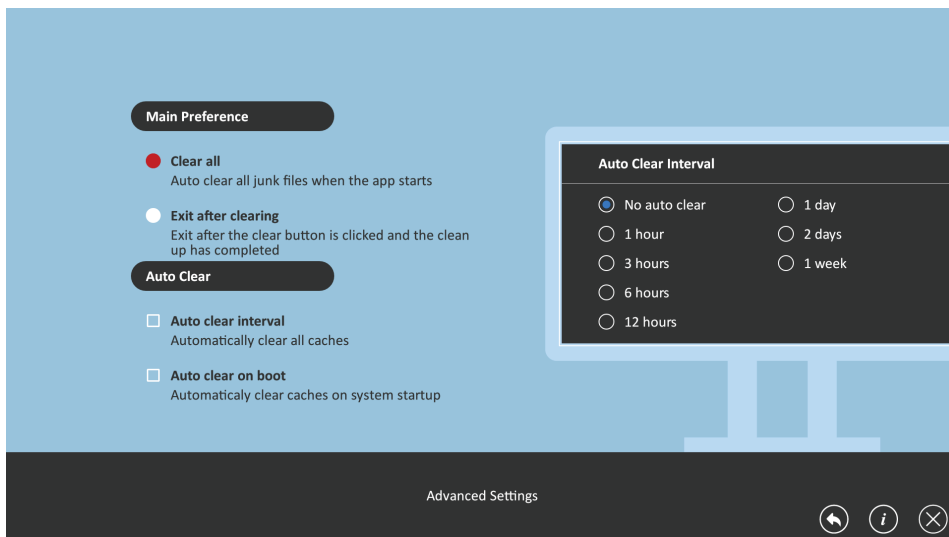 Main Preference
Clear all
Auto clear all junk files when the app starts
Exit after clearing
Exit after the clear button is clicked and the clean
up has completed
Auto Clear
Auto clear interval
Automatically clear all caches
Auto clear on boot
Automaticaly clear caches on system startup
Auto Clear Interval
No auto clear
1 hour
3 hours
6 hours
12 hours
1 day
2 days
1 week
Advanced Settings
i